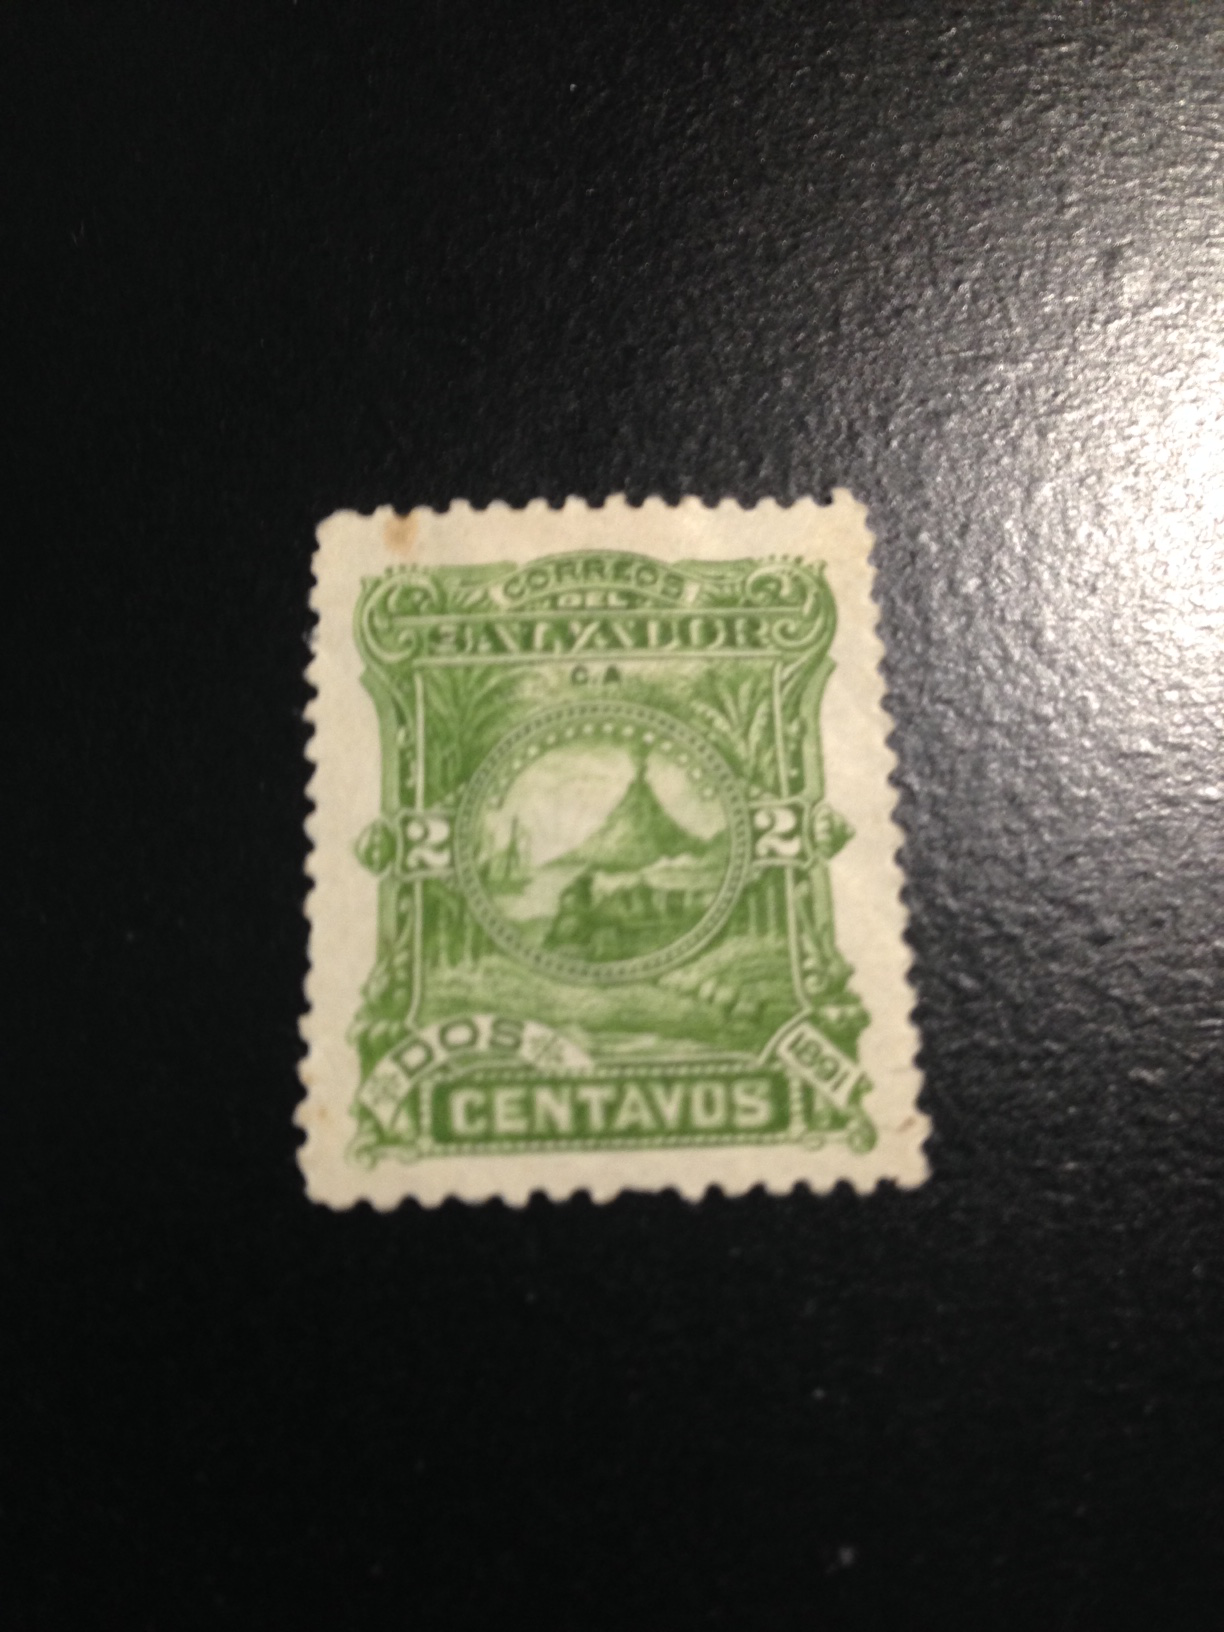 CORREOS
DEL
SALVADOR
C.A
2 2
DOS
1891
CENTAVOS